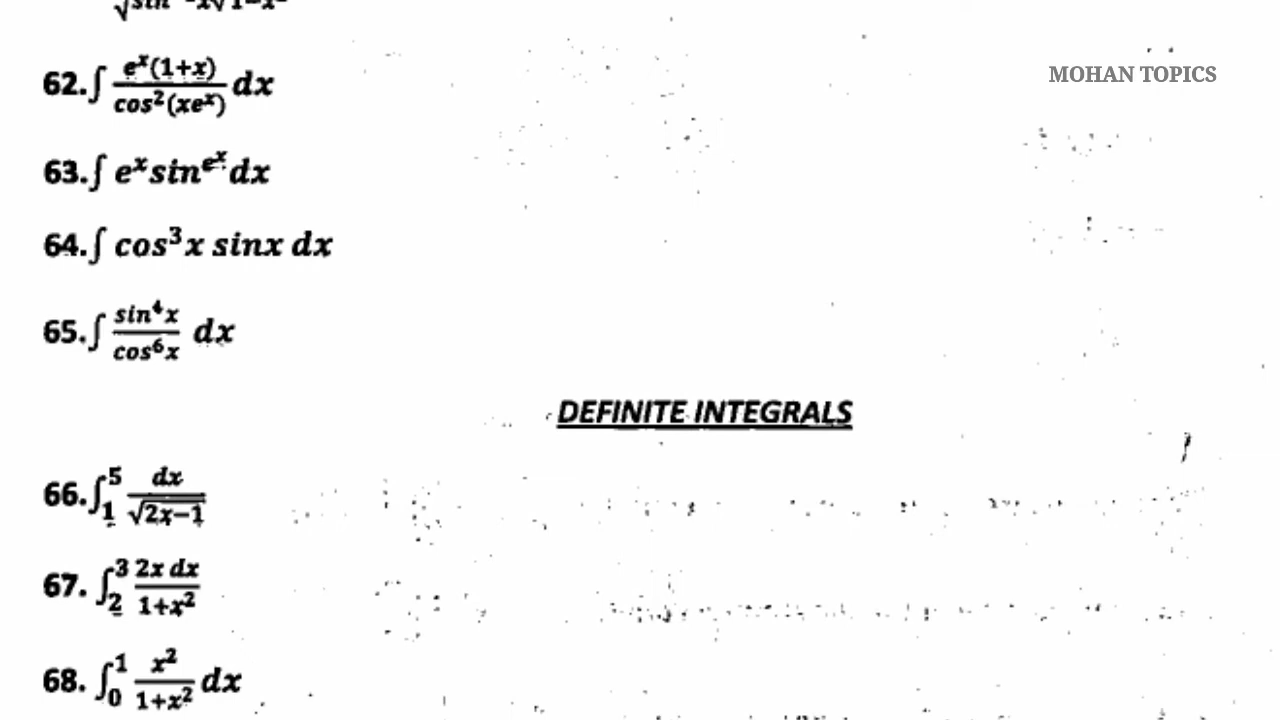 62.∫ e^x(1+x)/cos²(xe^x) dx
MOHAN TOPICS
63.∫ e^x sin^{e^x} dx
64.∫ cos³x sinx dx
65.∫ sin⁴x/cos⁶x dx
DEFINITE INTEGRALS
66.∫₁⁵ dx/√(2x−1)
67. ∫₂³ 2x dx/(1+x²)
68. ∫₀¹ x²/(1+x²) dx